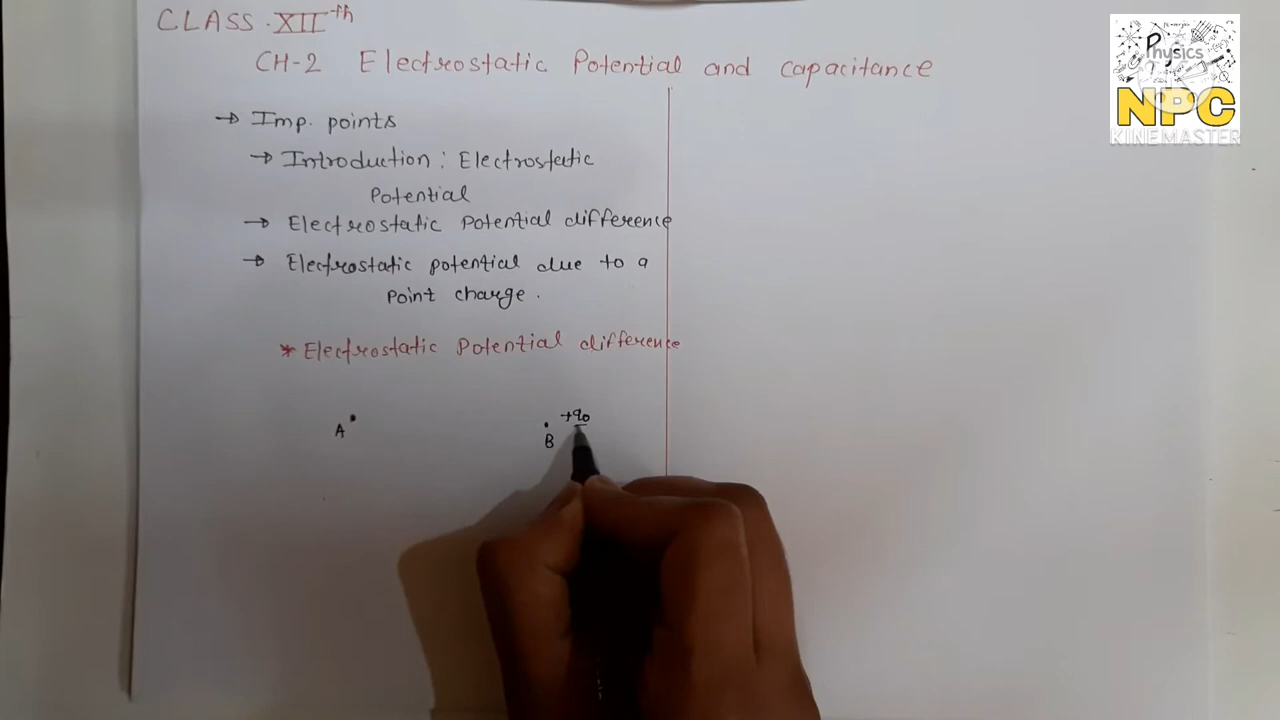 CLASS . XII th
CH-2 Electrostatic Potential and capacitance
→ Imp. points
→ Introduction : Electrostatic
Potential
→ Electrostatic Potential difference
→ Electrostatic potential due to a
point charge .
* Electrostatic Potential difference
A
+q0
B
Physics
NPC
KINEMASTER